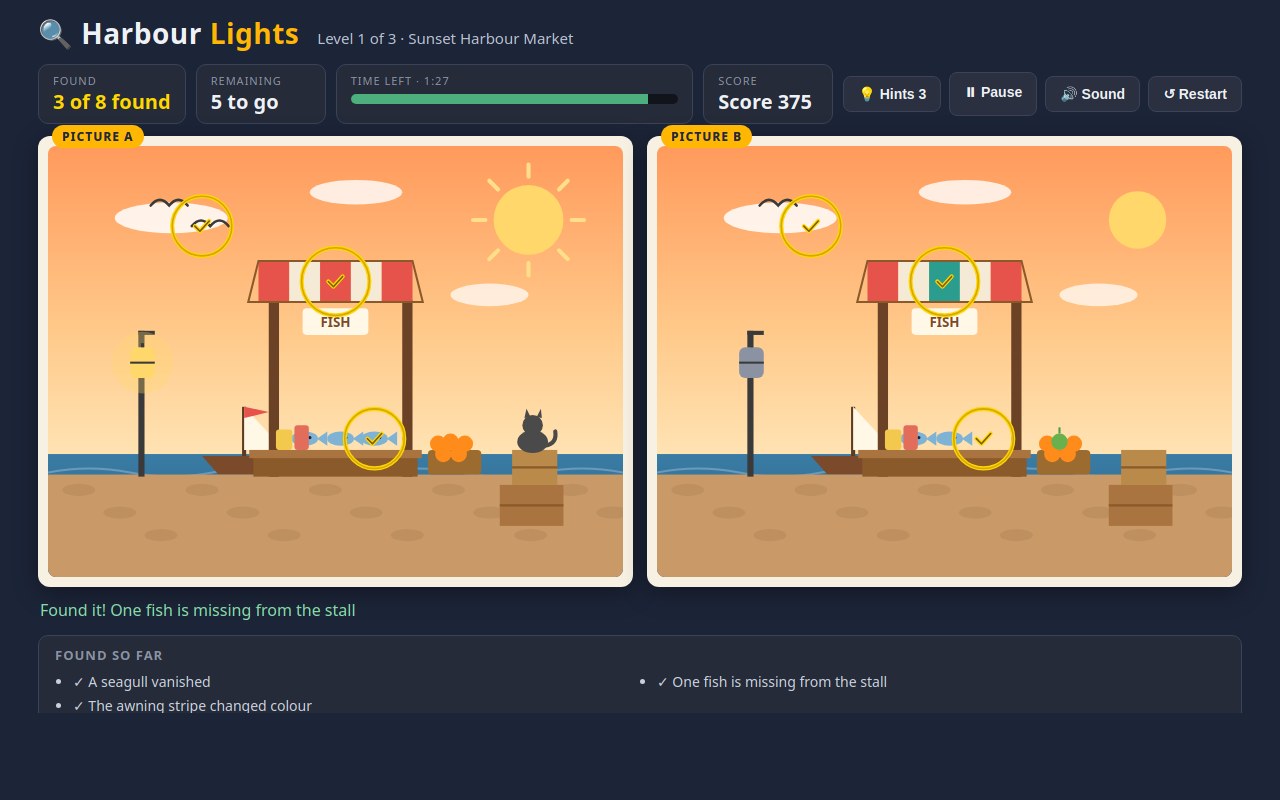 🔍 Harbour Lights
Level 1 of 3 · Sunset Harbour Market
FOUND
3 of 8 found
REMAINING
5 to go
TIME LEFT · 1:27
SCORE
Score 375
💡 Hints 3
⏸ Pause
🔊 Sound
↺ Restart
PICTURE A
PICTURE B
FISH
FISH
Found it! One fish is missing from the stall
FOUND SO FAR
✓ A seagull vanished
✓ One fish is missing from the stall
✓ The awning stripe changed colour